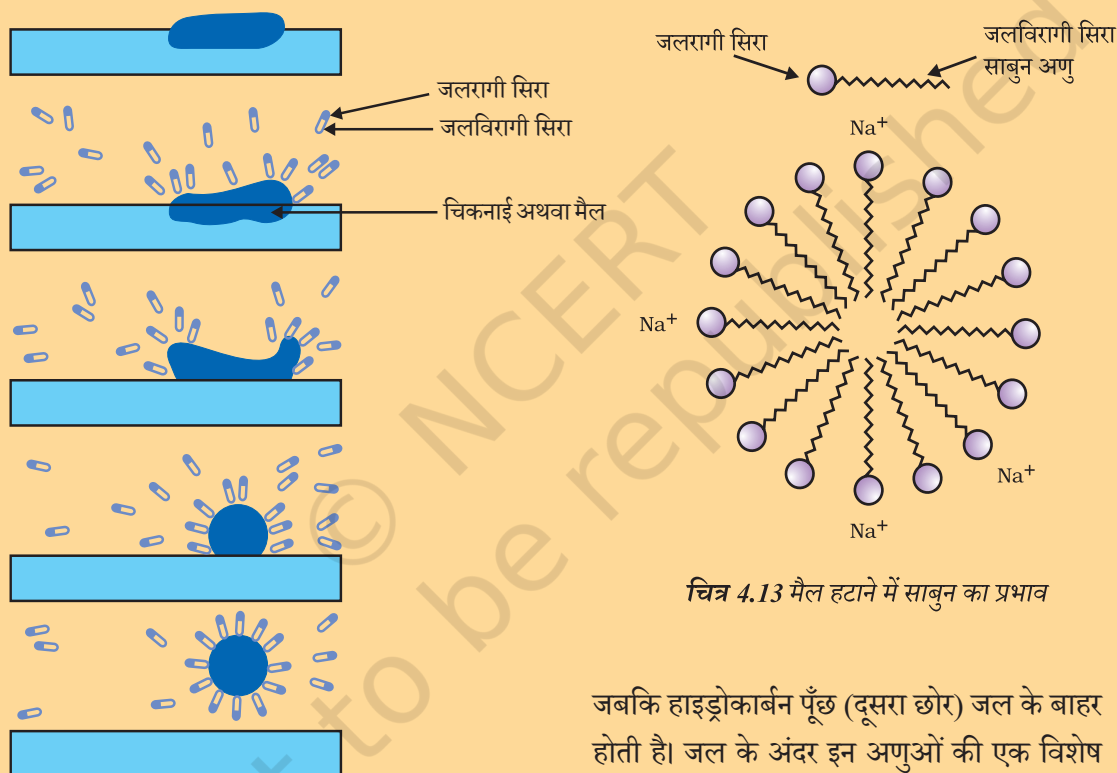 जलरागी सिरा
जलविरागी सिरा
चिकनाई अथवा मैल
जलरागी सिरा
जलविरागी सिरा
साबुन अणु
Na⁺
Na⁺
Na⁺
Na⁺
चित्र 4.13 मैल हटाने में साबुन का प्रभाव
जबकि हाइड्रोकार्बन पूँछ (दूसरा छोर) जल के बाहर
होती है। जल के अंदर इन अणुओं की एक विशेष
© NCERT
not to be republished